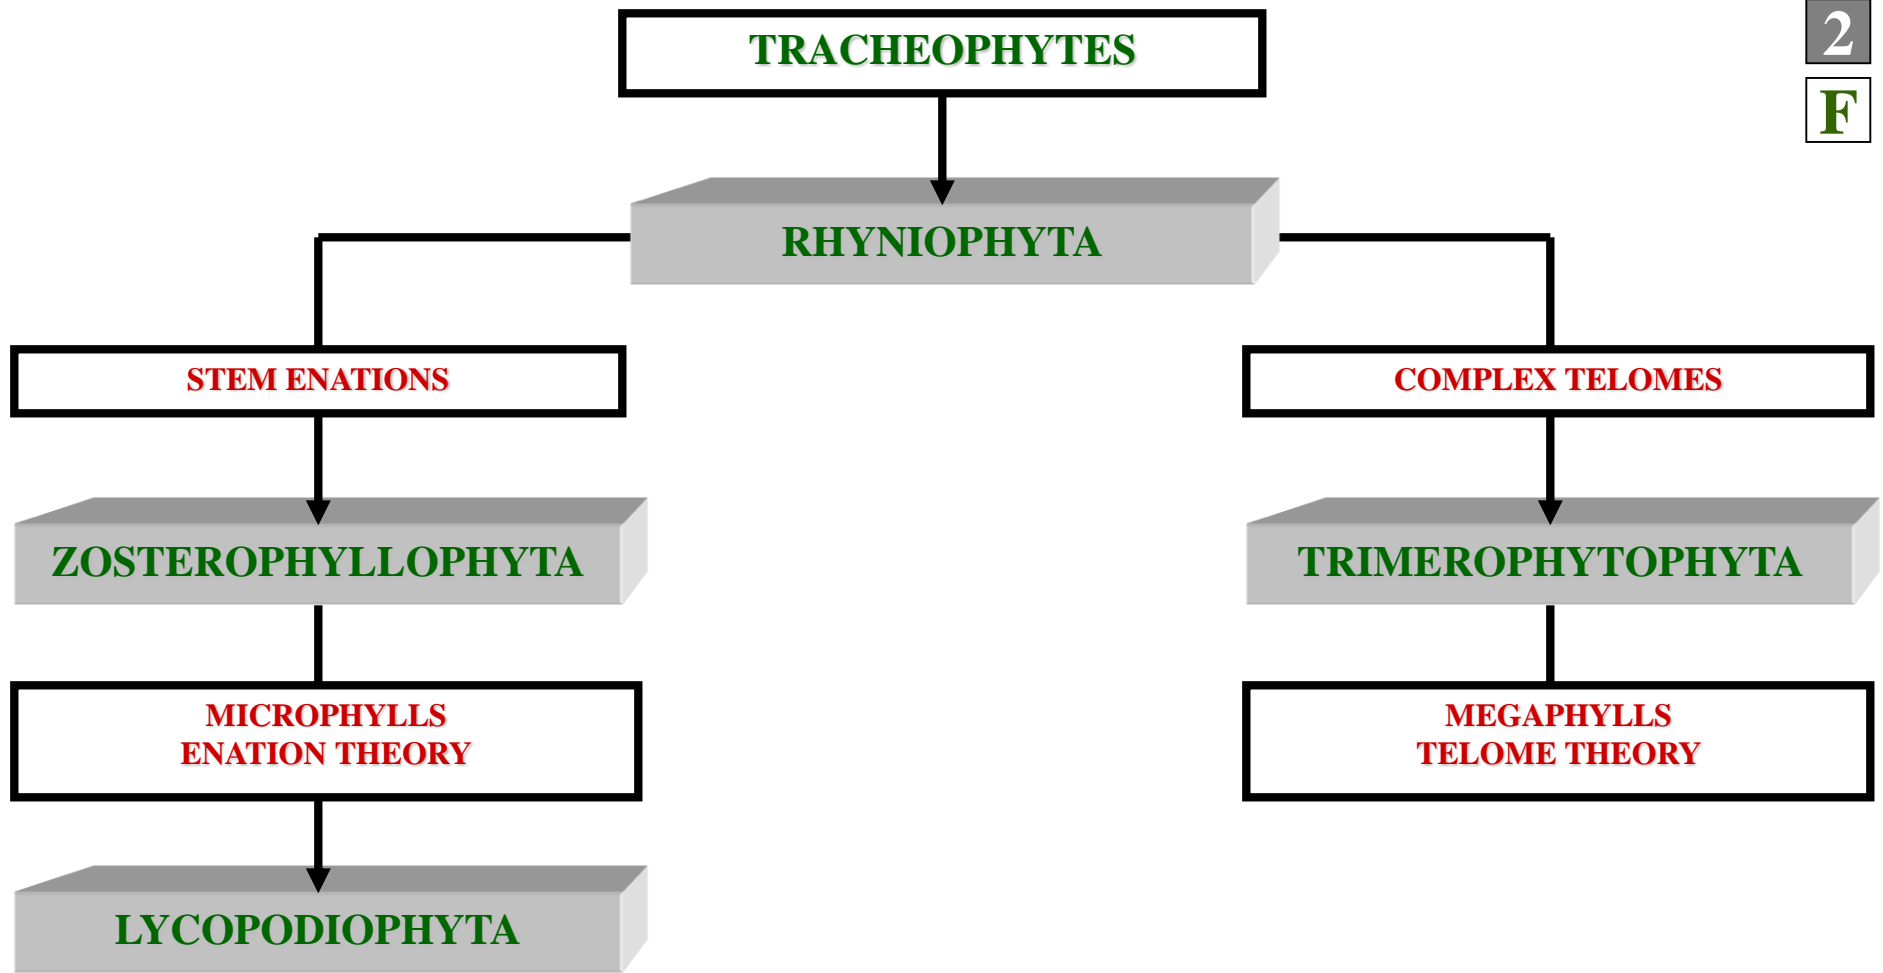 TRACHEOPHYTES
2
F
RHYNIOPHYTA
STEM ENATIONS
COMPLEX TELOMES
ZOSTEROPHYLLOPHYTA
TRIMEROPHYTOPHYTA
MICROPHYLLS
ENATION THEORY
MEGAPHYLLS
TELOME THEORY
LYCOPODIOPHYTA